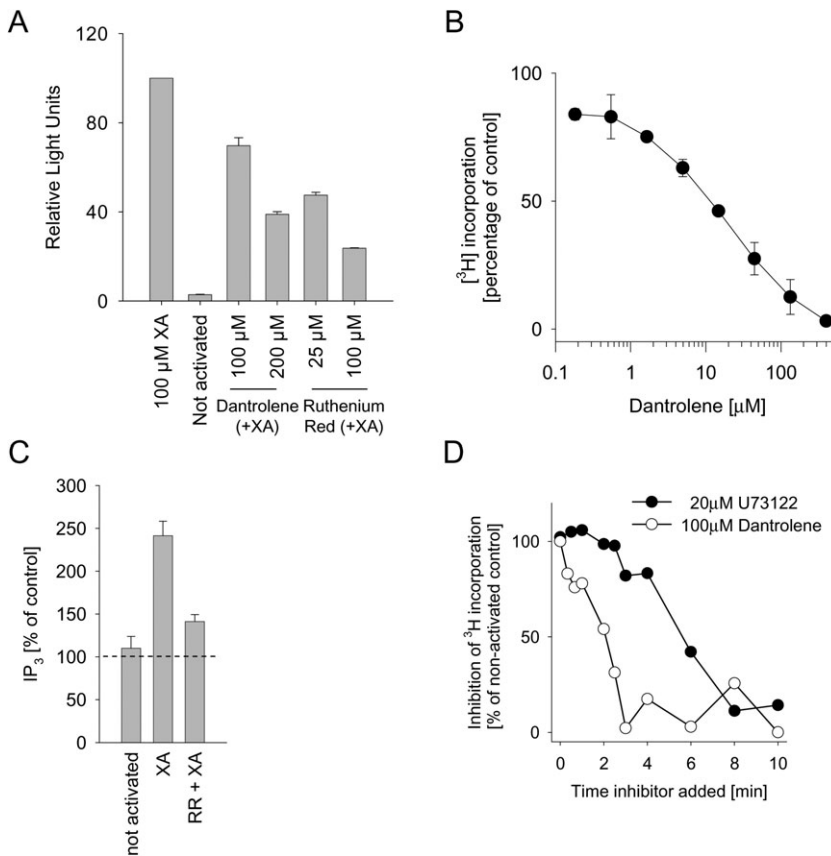 A
Relative Light Units
120
80
40
0
100 µM XA
Not activated
100 µM
200 µM
25 µM
100 µM
Dantrolene
(+XA)
Ruthenium
Red (+XA)
B
[³H] incorporation
[percentage of control]
100
50
0
0.1
1
10
100
Dantrolene [µM]
C
IP₃ [% of control]
300
250
200
150
100
50
0
not activated
XA
RR + XA
D
20µM U73122
100µM Dantrolene
Inhibition of ³H incorporation
[% of non-activated control]
100
50
0
0
2
4
6
8
10
Time inhibitor added [min]